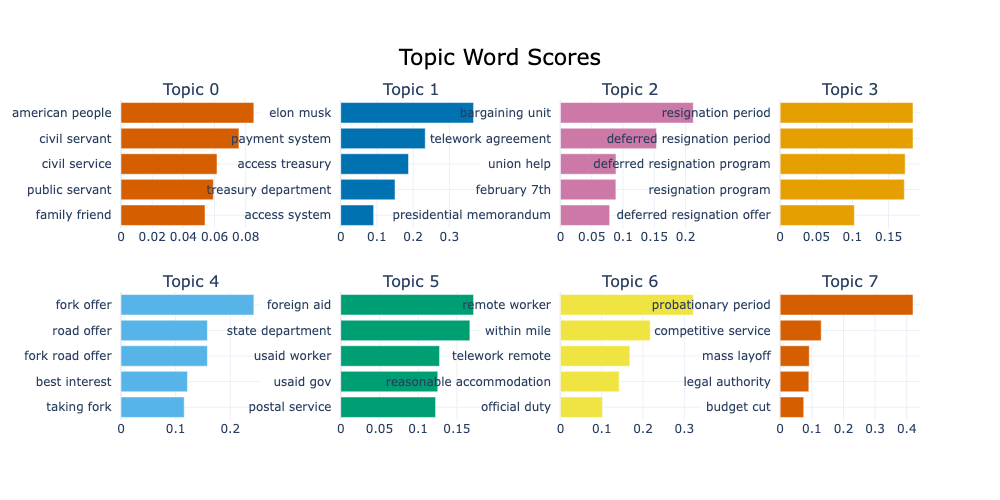 Topic Word Scores
Topic 0
american people
civil servant
civil service
public servant
family friend
0 0.02 0.04 0.06 0.08
Topic 1
elon musk
payment system
access treasury
treasury department
access system
0 0.1 0.2 0.3
Topic 2
bargaining unit
telework agreement
union help
february 7th
presidential memorandum
0 0.05 0.1 0.15 0.2
Topic 3
resignation period
deferred resignation period
deferred resignation program
resignation program
deferred resignation offer
0 0.05 0.1 0.15
Topic 4
fork offer
road offer
fork road offer
best interest
taking fork
0 0.1 0.2
Topic 5
foreign aid
state department
usaid worker
usaid gov
postal service
0 0.05 0.1 0.15
Topic 6
remote worker
within mile
telework remote
reasonable accommodation
official duty
0 0.1 0.2 0.3
Topic 7
probationary period
competitive service
mass layoff
legal authority
budget cut
0 0.1 0.2 0.3 0.4